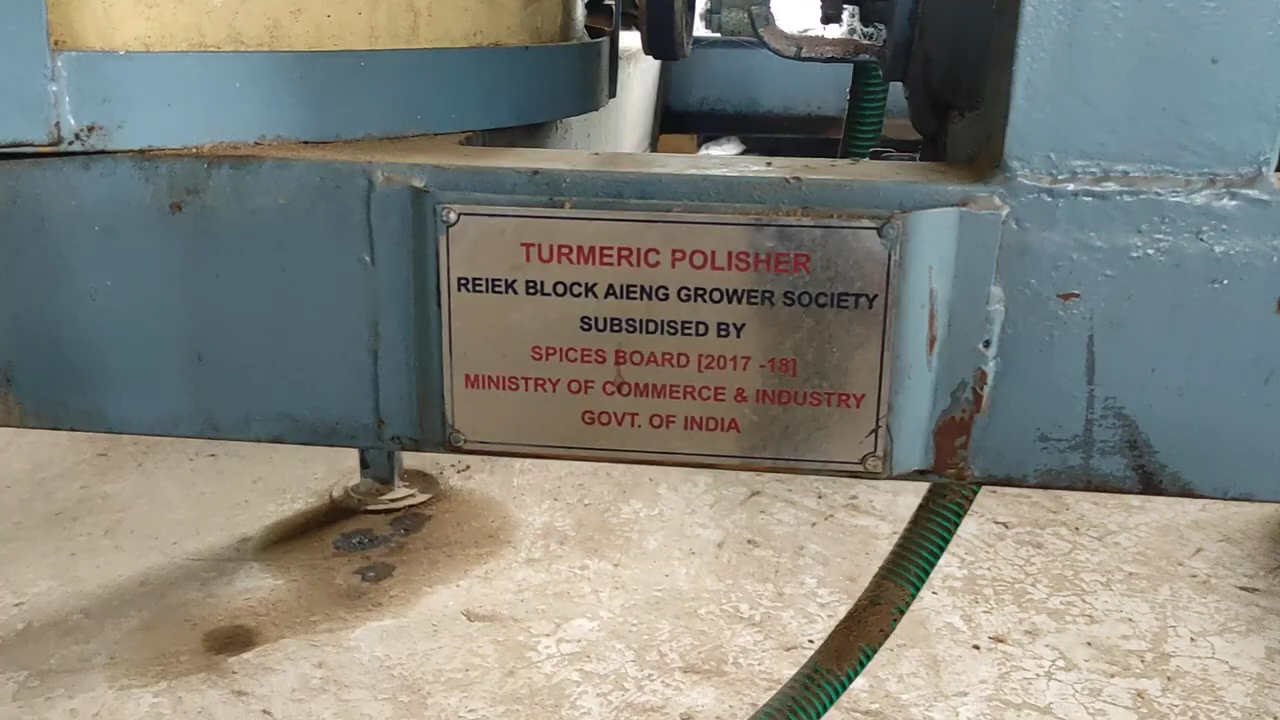 TURMERIC POLISHER
REIEK BLOCK AIENG GROWER SOCIETY
SUBSIDISED BY
SPICES BOARD [2017 -18]
MINISTRY OF COMMERCE & INDUSTRY
GOVT. OF INDIA